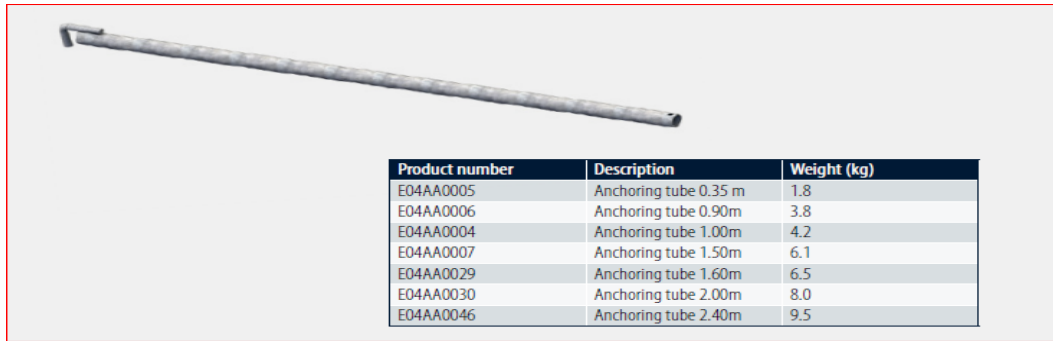 Product number Description Weight (kg)
E04AA0005 Anchoring tube 0.35 m 1.8
E04AA0006 Anchoring tube 0.90m 3.8
E04AA0004 Anchoring tube 1.00m 4.2
E04AA0007 Anchoring tube 1.50m 6.1
E04AA0029 Anchoring tube 1.60m 6.5
E04AA0030 Anchoring tube 2.00m 8.0
E04AA0046 Anchoring tube 2.40m 9.5